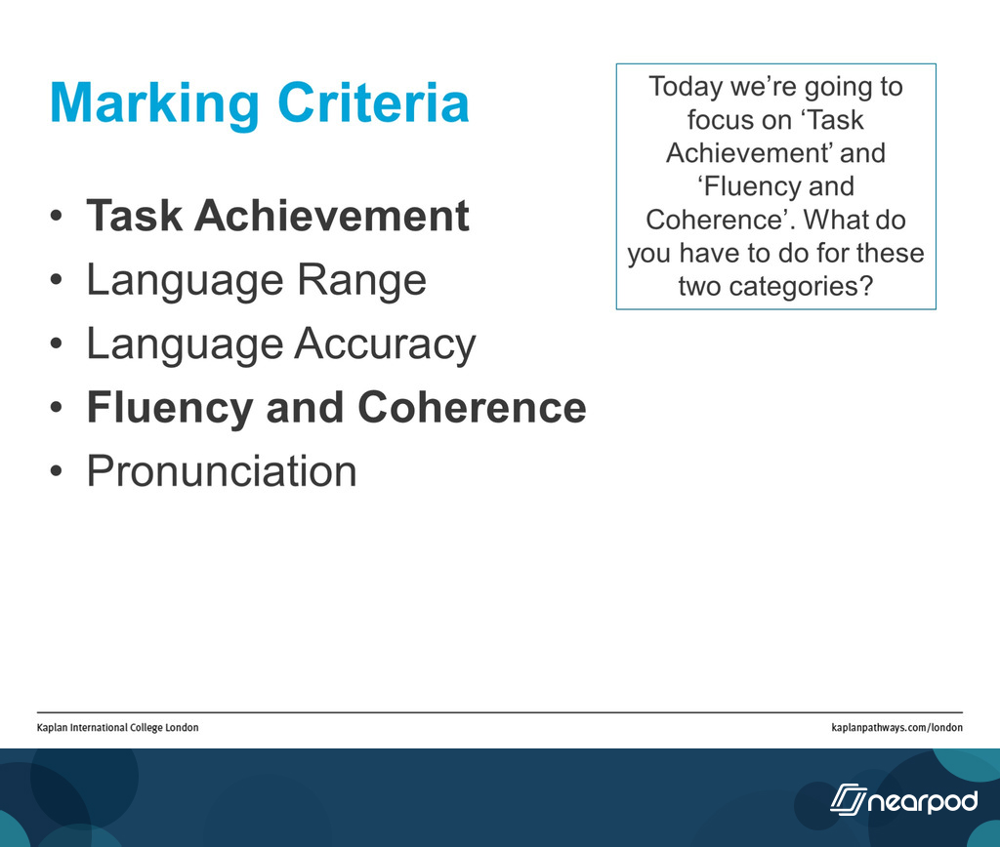 Marking Criteria
• Task Achievement
• Language Range
• Language Accuracy
• Fluency and Coherence
• Pronunciation
Today we’re going to
focus on ‘Task
Achievement’ and
‘Fluency and
Coherence’. What do
you have to do for these
two categories?
Kaplan International College London
kaplanpathways.com/london
nearpod